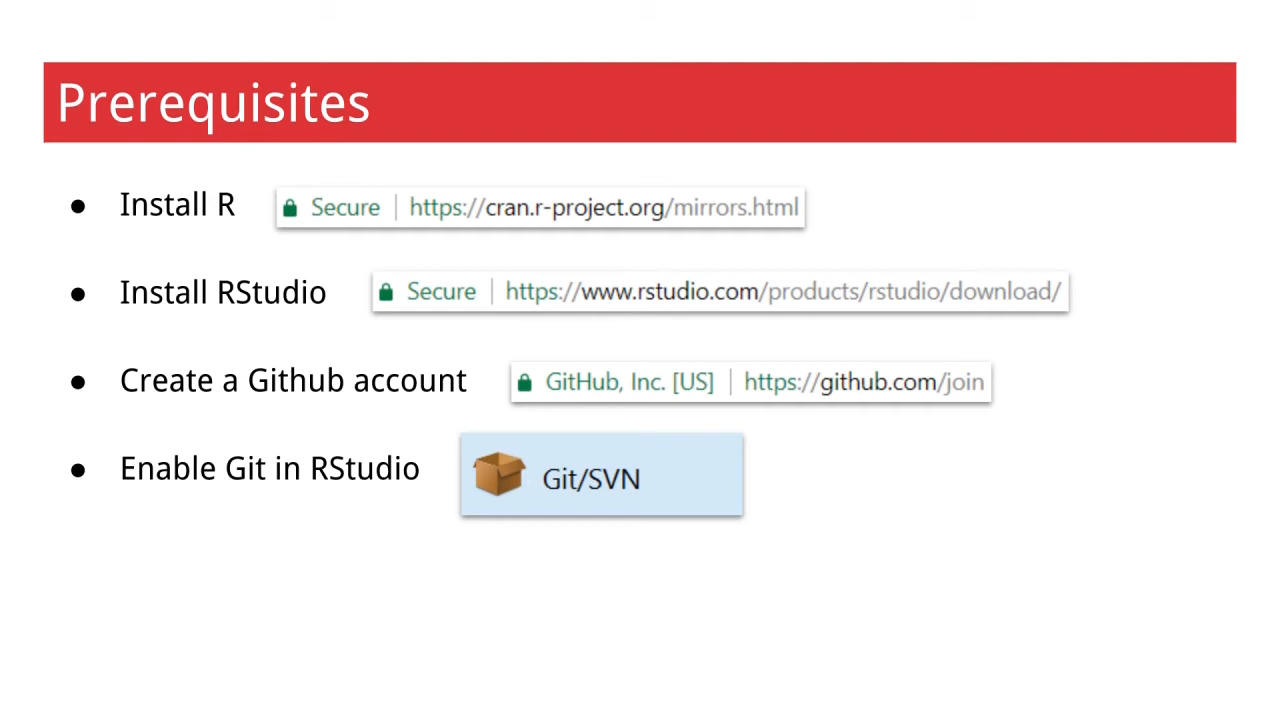 Prerequisites
● Install R Secure | https://cran.r-project.org/mirrors.html
● Install RStudio Secure | https://www.rstudio.com/products/rstudio/download/
● Create a Github account GitHub, Inc. [US] | https://github.com/join
● Enable Git in RStudio Git/SVN